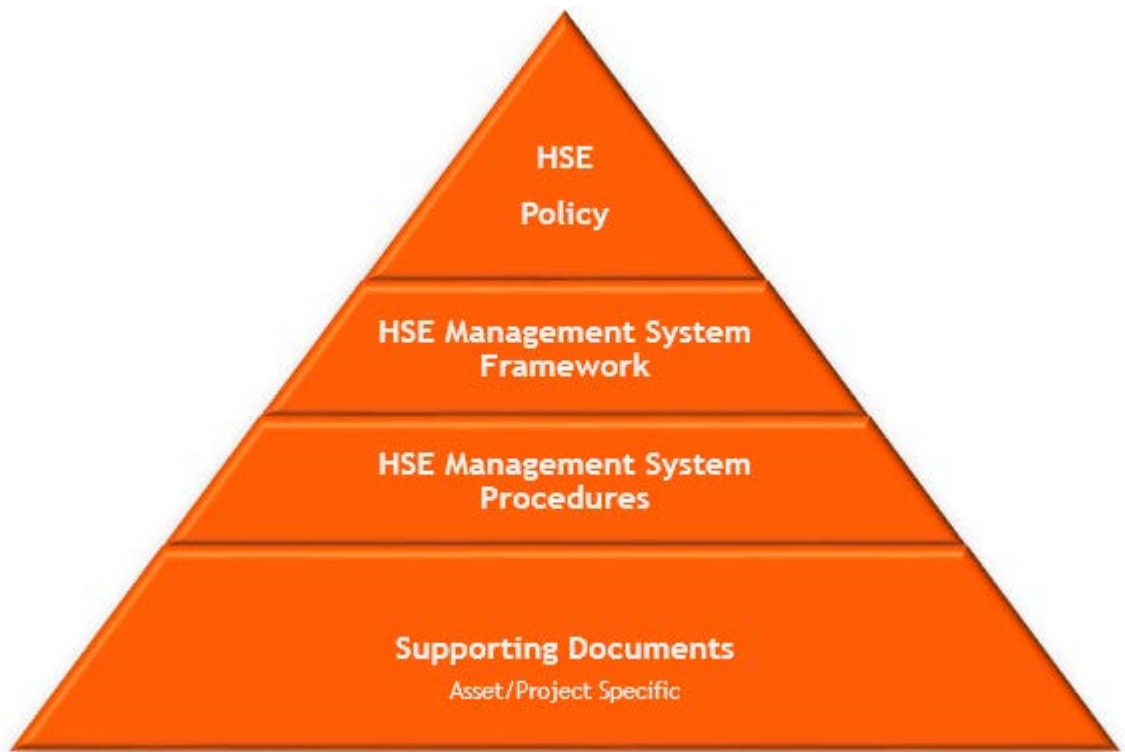 HSE
Policy
HSE Management System
Framework
HSE Management System
Procedures
Supporting Documents
Asset/Project Specific